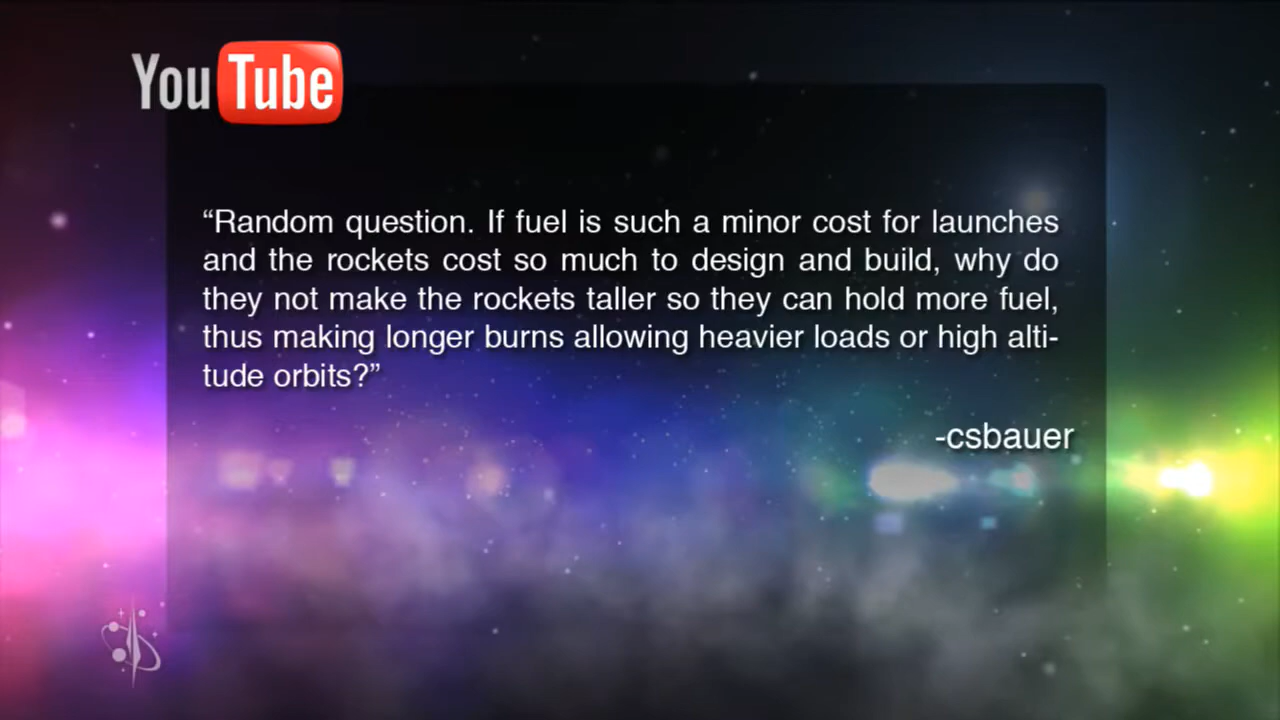 YouTube
“Random question. If fuel is such a minor cost for launches
and the rockets cost so much to design and build, why do
they not make the rockets taller so they can hold more fuel,
thus making longer burns allowing heavier loads or high alti-
tude orbits?”
-csbauer